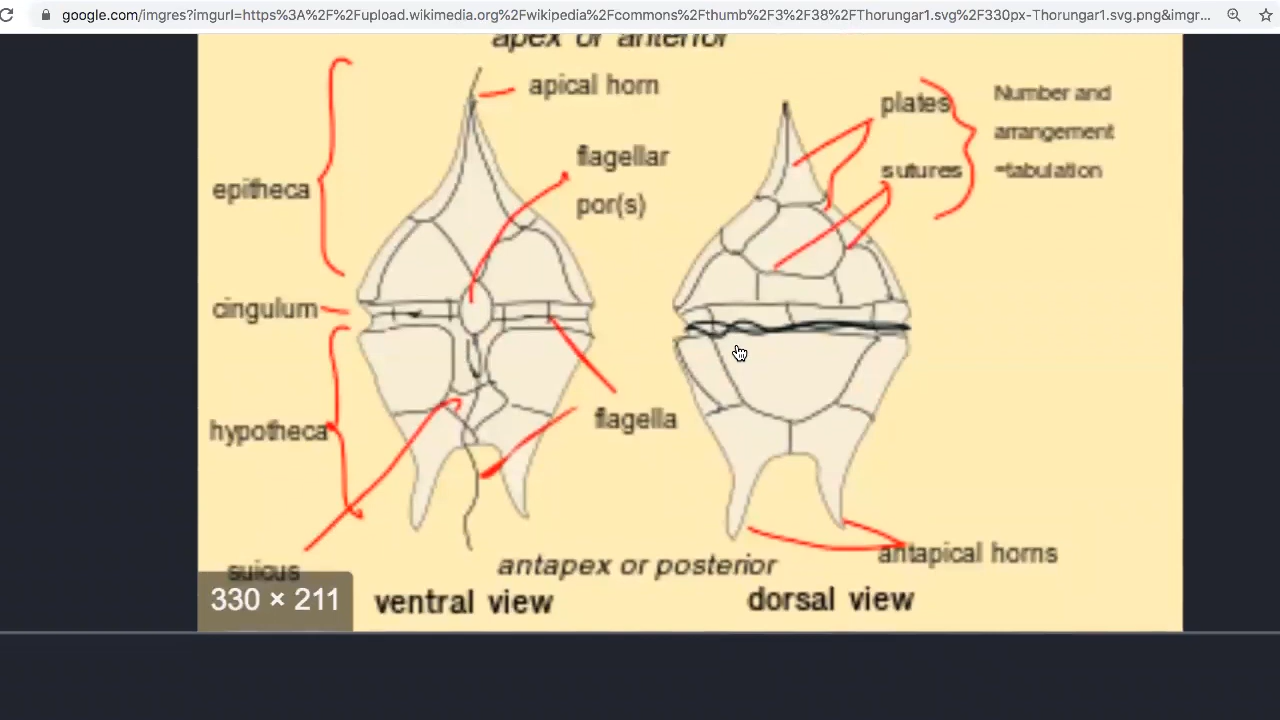 google.com/imgres?imgurl=https%3A%2F%2Fupload.wikimedia.org%2Fwikipedia%2Fcommons%2Fthumb%2F3%2F38%2FThorungar1.svg%2F330px-Thorungar1.svg.png&imgr...
apex or anterior
apical horn
flagellar
por(s)
epitheca
cingulum
hypotheca
flagella
suicus
plates
sutures
Number and
arrangement
=tabulation
antapical horns
antapex or posterior
ventral view
dorsal view
330 × 211